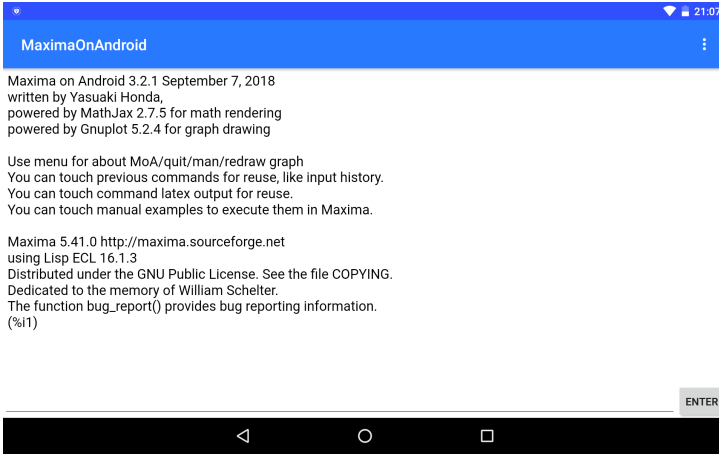 21:07
MaximaOnAndroid
Maxima on Android 3.2.1 September 7, 2018
written by Yasuaki Honda,
powered by MathJax 2.7.5 for math rendering
powered by Gnuplot 5.2.4 for graph drawing
Use menu for about MoA/quit/man/redraw graph
You can touch previous commands for reuse, like input history.
You can touch command latex output for reuse.
You can touch manual examples to execute them in Maxima.
Maxima 5.41.0 http://maxima.sourceforge.net
using Lisp ECL 16.1.3
Distributed under the GNU Public License. See the file COPYING.
Dedicated to the memory of William Schelter.
The function bug_report() provides bug reporting information.
(%i1)
ENTER